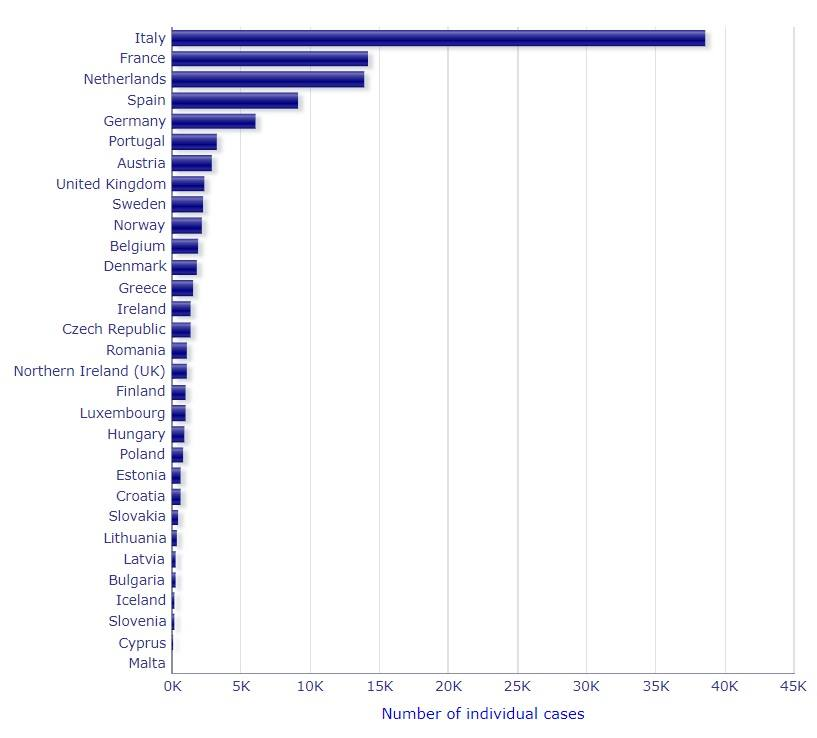 Italy
France
Netherlands
Spain
Germany
Portugal
Austria
United Kingdom
Sweden
Norway
Belgium
Denmark
Greece
Ireland
Czech Republic
Romania
Northern Ireland (UK)
Finland
Luxembourg
Hungary
Poland
Estonia
Croatia
Slovakia
Lithuania
Latvia
Bulgaria
Iceland
Slovenia
Cyprus
Malta
0K 5K 10K 15K 20K 25K 30K 35K 40K 45K
Number of individual cases